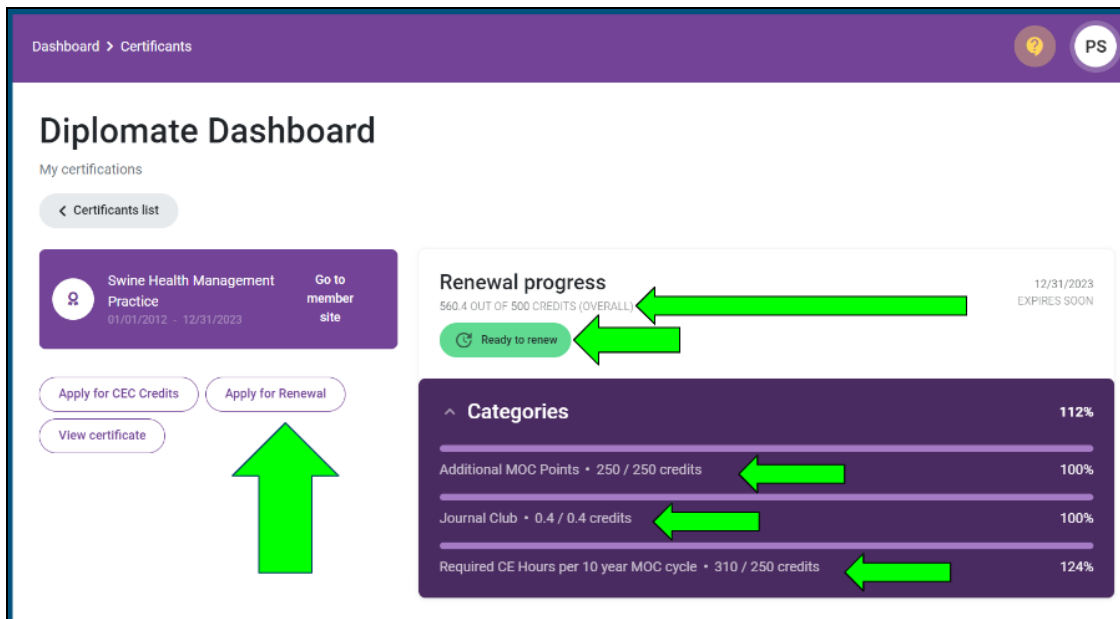 Dashboard > Certificants
PS
Diplomate Dashboard
My certifications
< Certificants list
Swine Health Management
Practice
01/01/2012 - 12/31/2023
Go to
member
site
Apply for CEC Credits
Apply for Renewal
View certificate
Renewal progress
560.4 OUT OF 500 CREDITS (OVERALL)
12/31/2023
EXPIRES SOON
Ready to renew
Categories
112%
Additional MOC Points • 250 / 250 credits
100%
Journal Club • 0.4 / 0.4 credits
100%
Required CE Hours per 10 year MOC cycle • 310 / 250 credits
124%